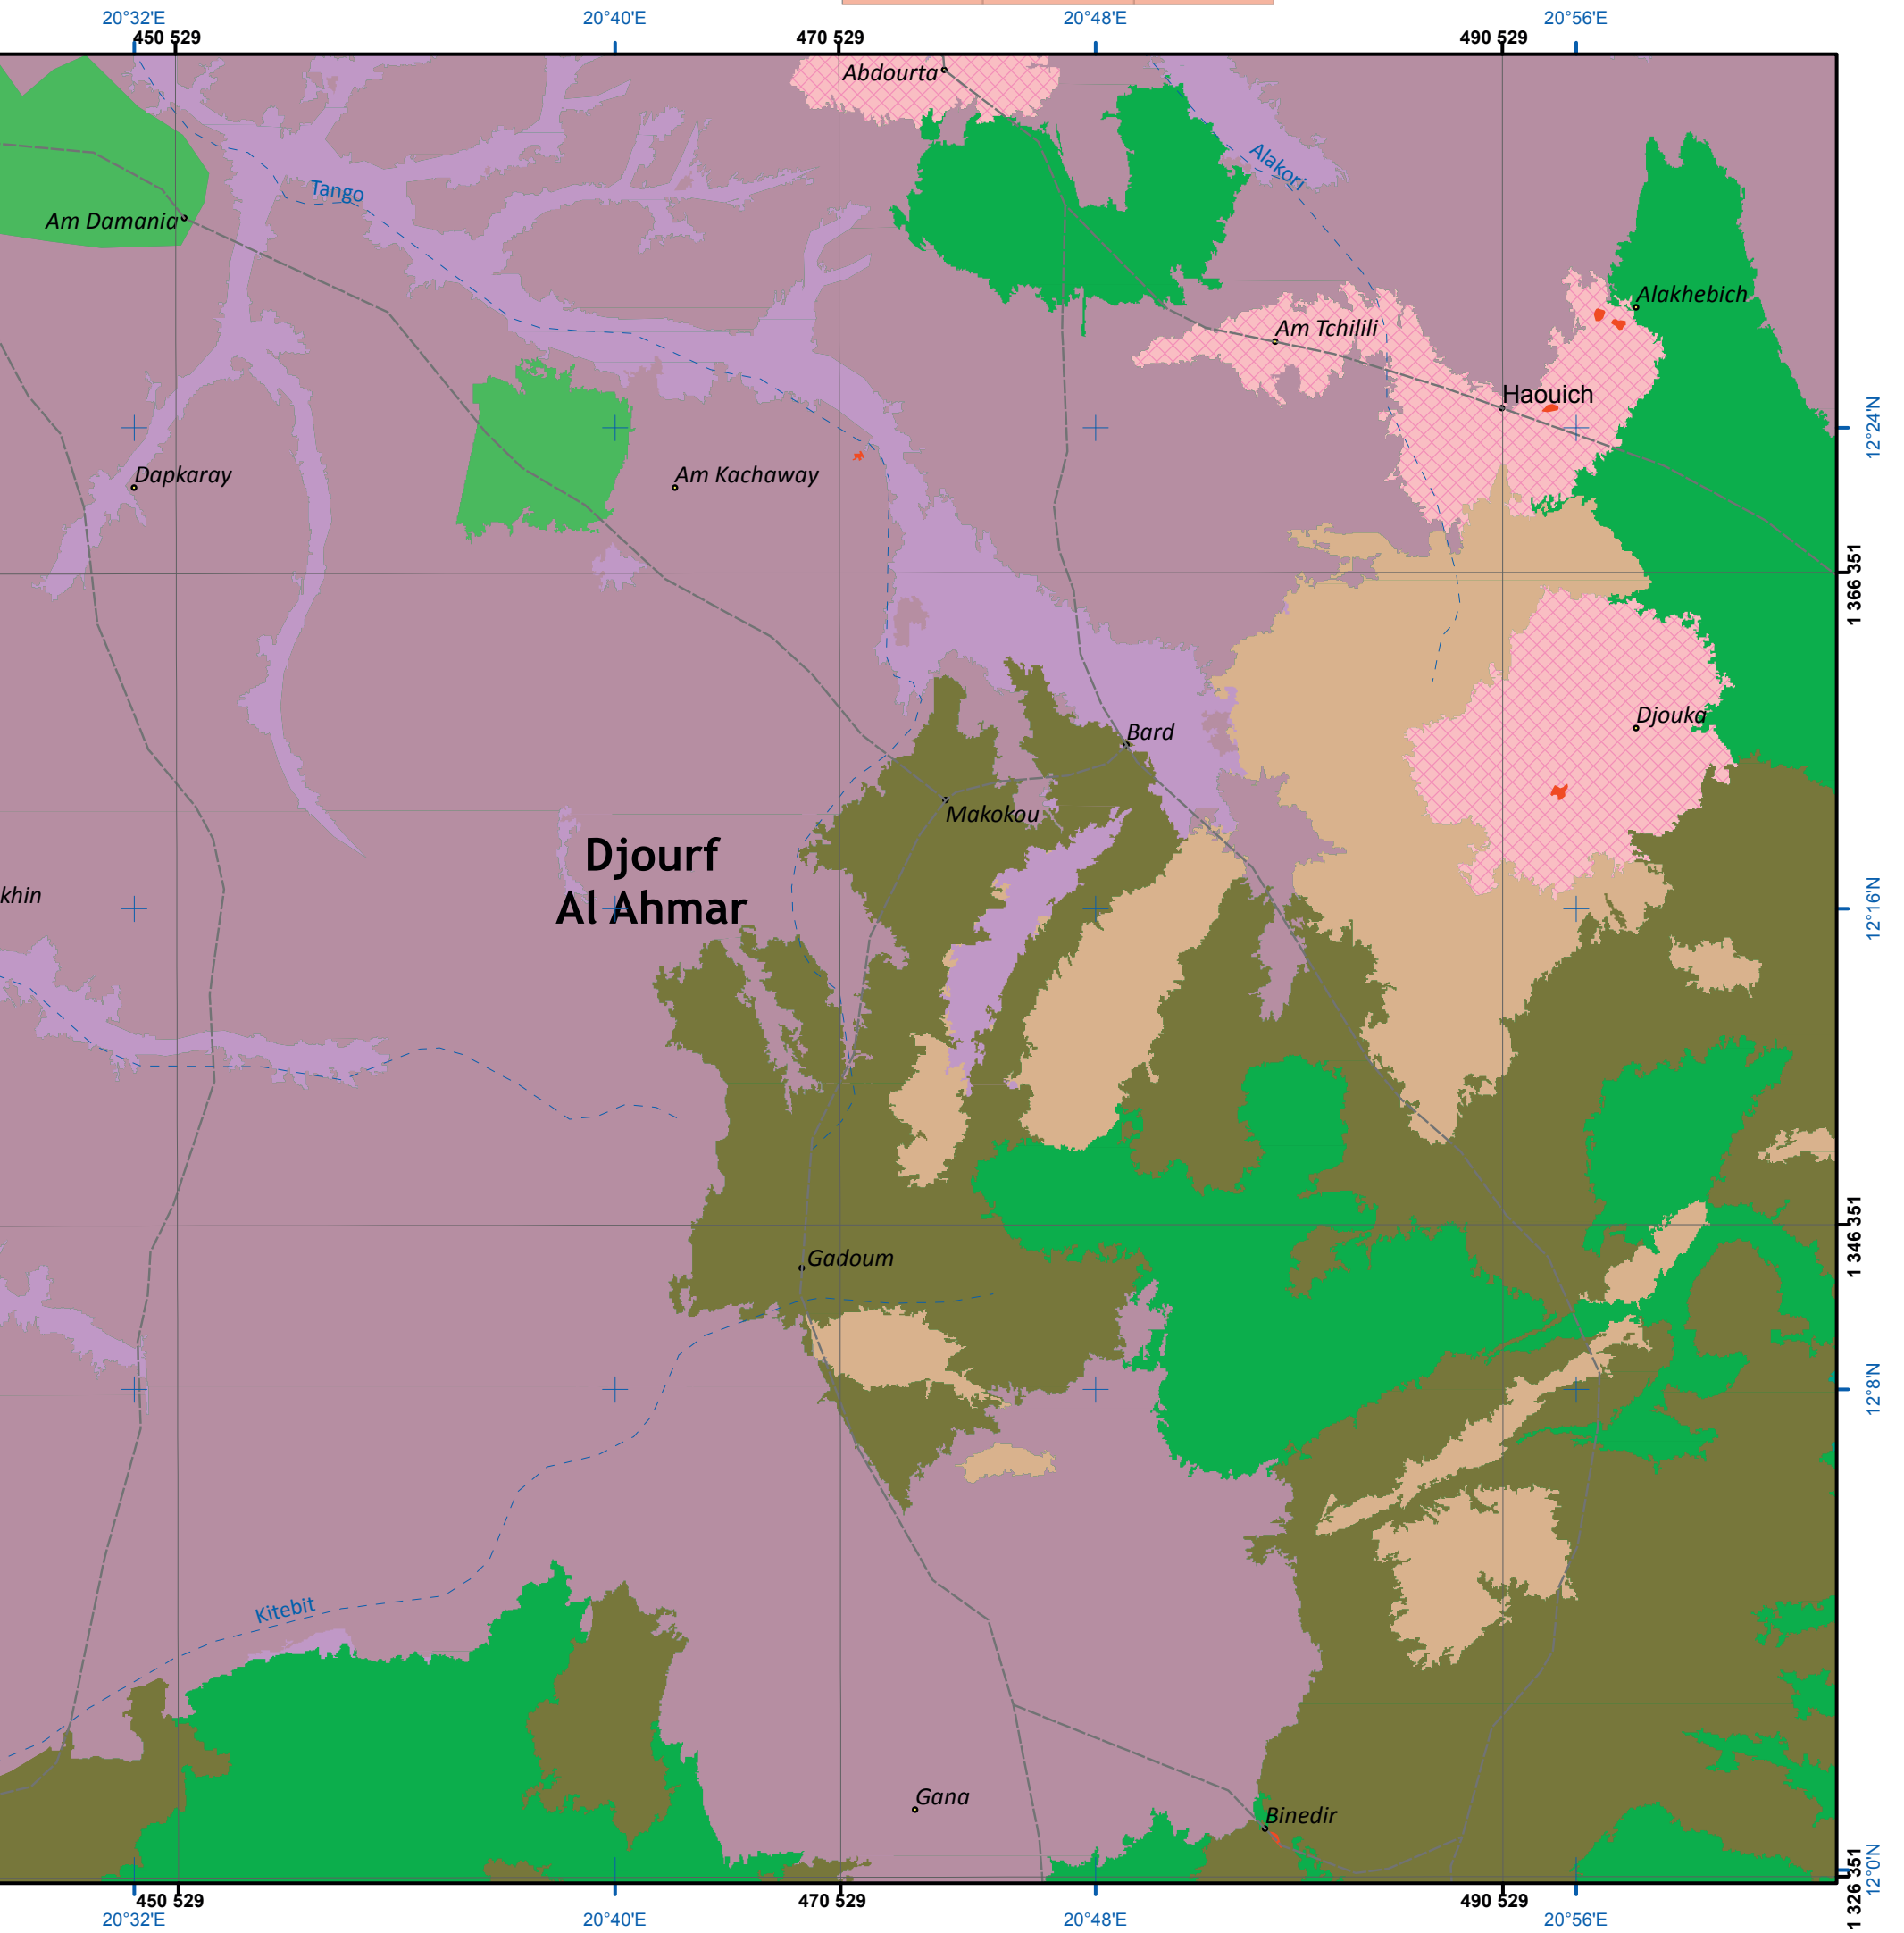 20°32'E
20°40'E
20°48'E
20°56'E
450 529
470 529
490 529
Abdourta
Alakori
Tango
Am Damania
Alakhebich
Am Tchilili
Haouich
12°24'N
Dapkaray
Am Kachaway
1 366 351
Djouka
Bard
Makokou
Djourf
Al Ahmar
khin
12°16'N
1 346 351
Gadoum
12°8'N
Kitebit
Gana
Binedir
12°0'N
1 326 351
450 529
470 529
490 529
20°32'E
20°40'E
20°48'E
20°56'E